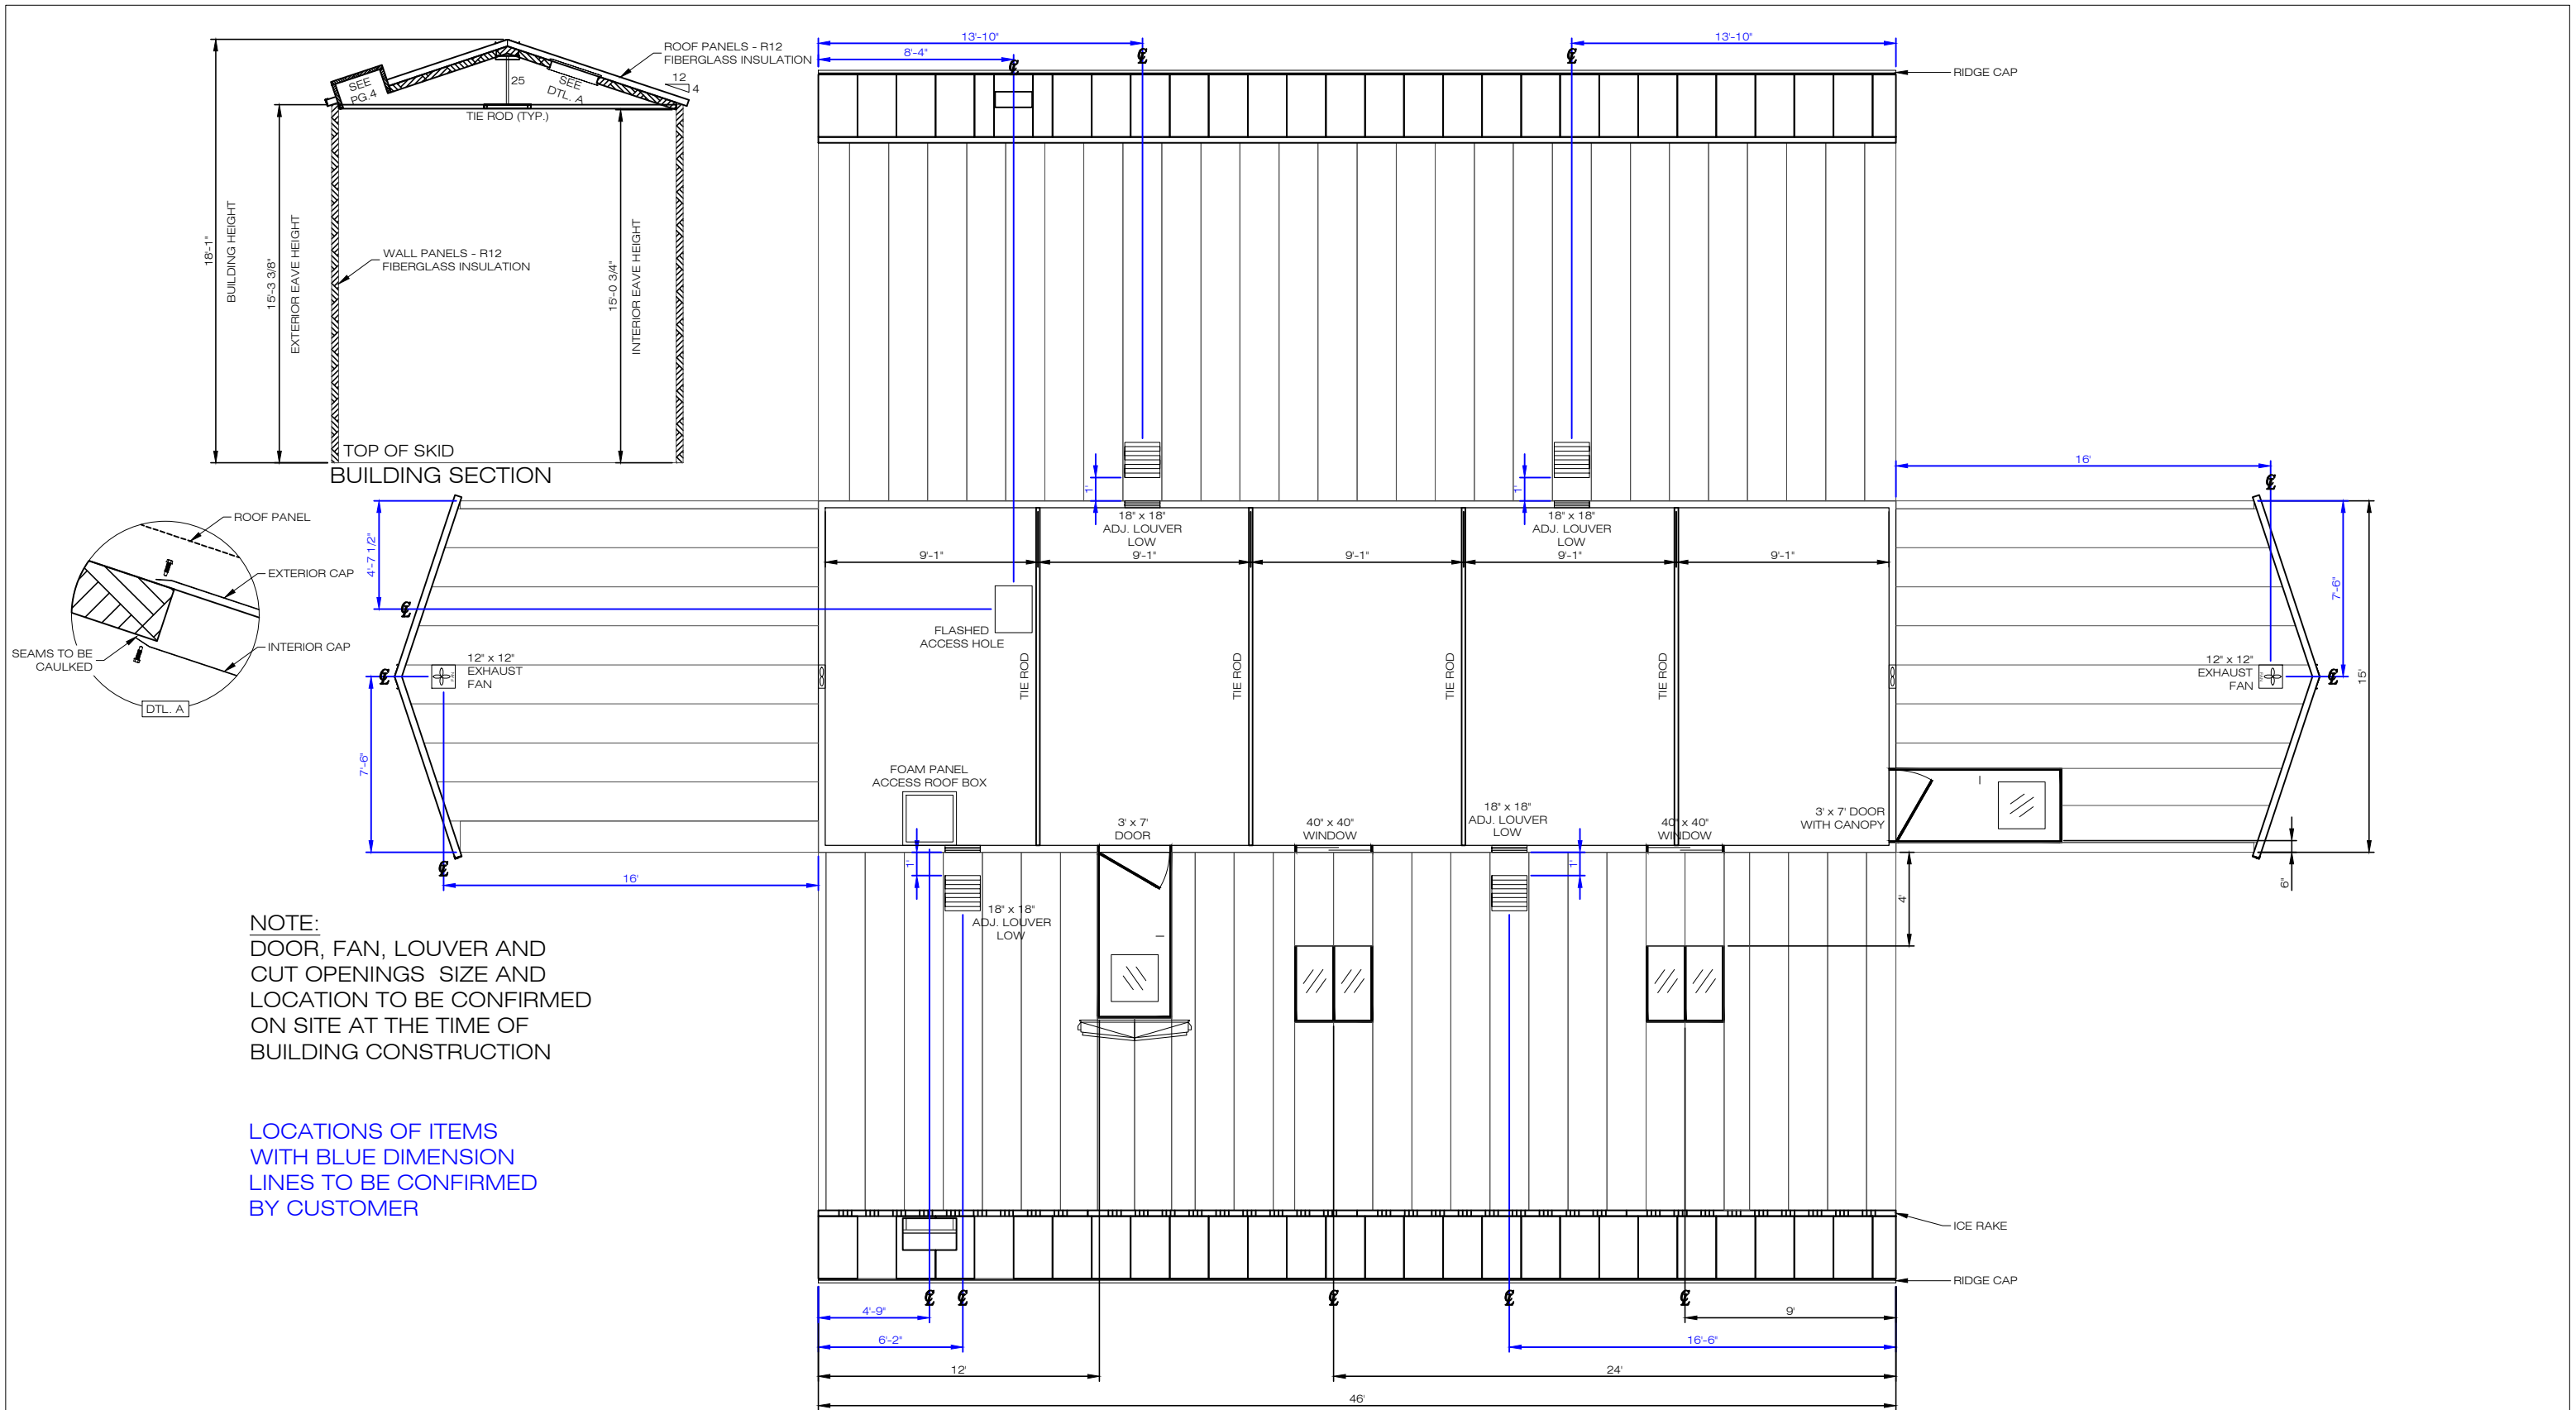 ROOF PANELS - R12
FIBERGLASS INSULATION
SEE
PG.4
25
SEE
DTL. A
12
4
TIE ROD (TYP.)
18'-1"
BUILDING HEIGHT
15'-3 3/8"
EXTERIOR EAVE HEIGHT
WALL PANELS - R12
FIBERGLASS INSULATION
15'-0 3/4"
INTERIOR EAVE HEIGHT
TOP OF SKID
BUILDING SECTION
13'-10"
8'-4"
13'-10"
RIDGE CAP
ROOF PANEL
EXTERIOR CAP
INTERIOR CAP
SEAMS TO BE
CAULKED
DTL. A
4'-7 1/2"
7'-6"
12" x 12"
EXHAUST
FAN
16'
1'
1'
18" x 18"
ADJ. LOUVER
LOW
18" x 18"
ADJ. LOUVER
LOW
9'-1"
9'-1"
9'-1"
9'-1"
9'-1"
FLASHED
ACCESS HOLE
TIE ROD
TIE ROD
TIE ROD
TIE ROD
FOAM PANEL
ACCESS ROOF BOX
3' x 7'
DOOR
40" x 40"
WINDOW
18" x 18"
ADJ. LOUVER
LOW
40" x 40"
WINDOW
3' x 7' DOOR
WITH CANOPY
16'
7'-6"
15'
12" x 12"
EXHAUST
FAN
6"
4'
1'
1'
18" x 18"
ADJ. LOUVER
LOW
NOTE:
DOOR, FAN, LOUVER AND
CUT OPENINGS SIZE AND
LOCATION TO BE CONFIRMED
ON SITE AT THE TIME OF
BUILDING CONSTRUCTION
LOCATIONS OF ITEMS
WITH BLUE DIMENSION
LINES TO BE CONFIRMED
BY CUSTOMER
ICE RAKE
RIDGE CAP
4'-9"
9'
6'-2"
16'-6"
12'
24'
46'